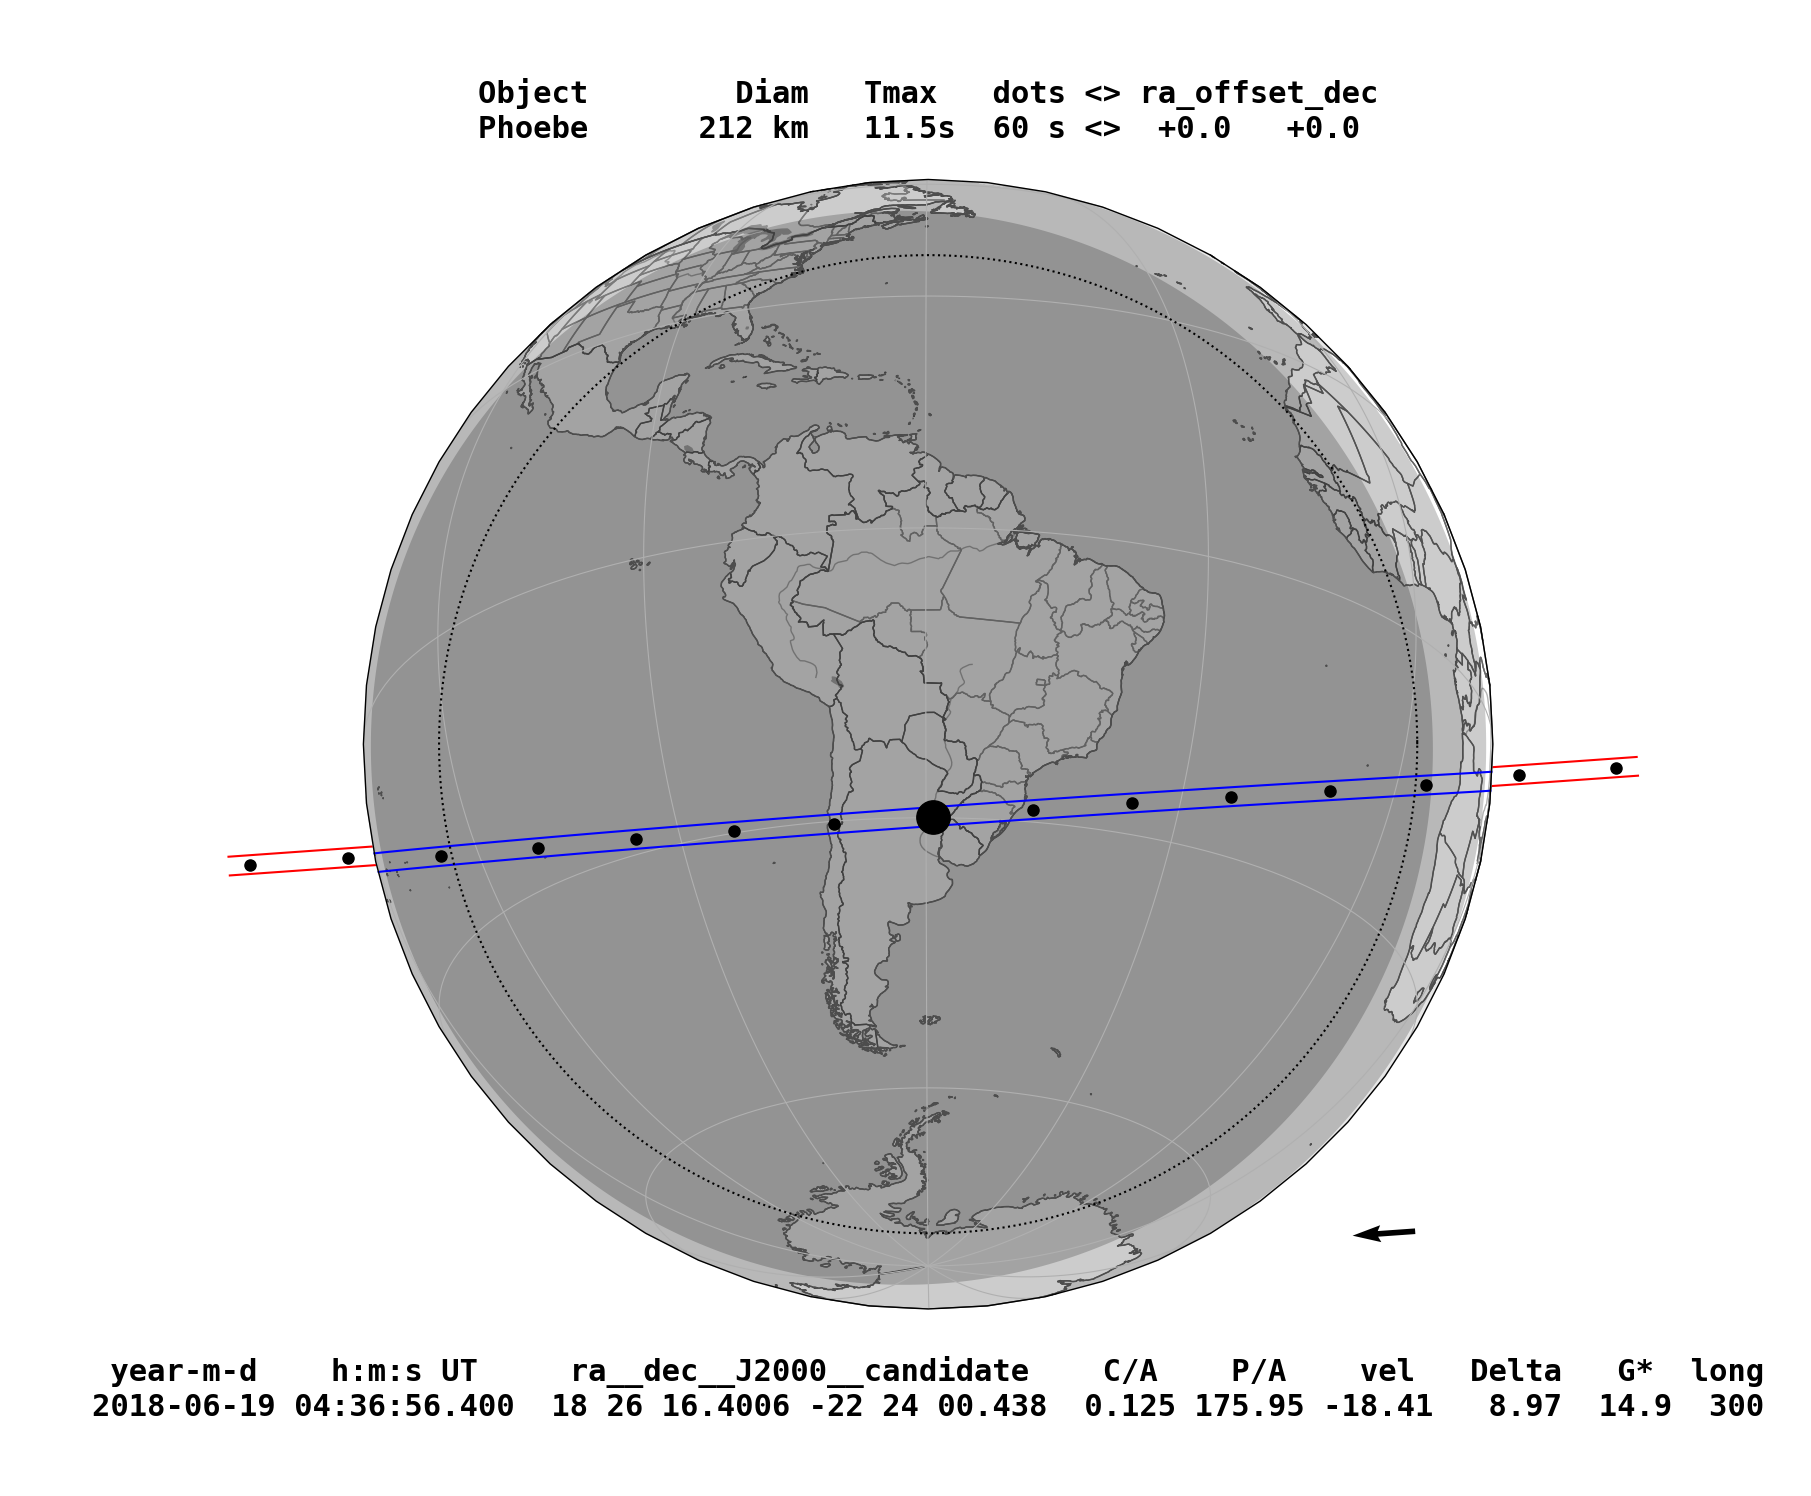 Object Diam Tmax dots <> ra_offset_dec
Phoebe 212 km 11.5s 60 s <> +0.0 +0.0
year-m-d h:m:s UT ra__dec__J2000__candidate C/A P/A vel Delta G* long
2018-06-19 04:36:56.400 18 26 16.4006 -22 24 00.438 0.125 175.95 -18.41 8.97 14.9 300